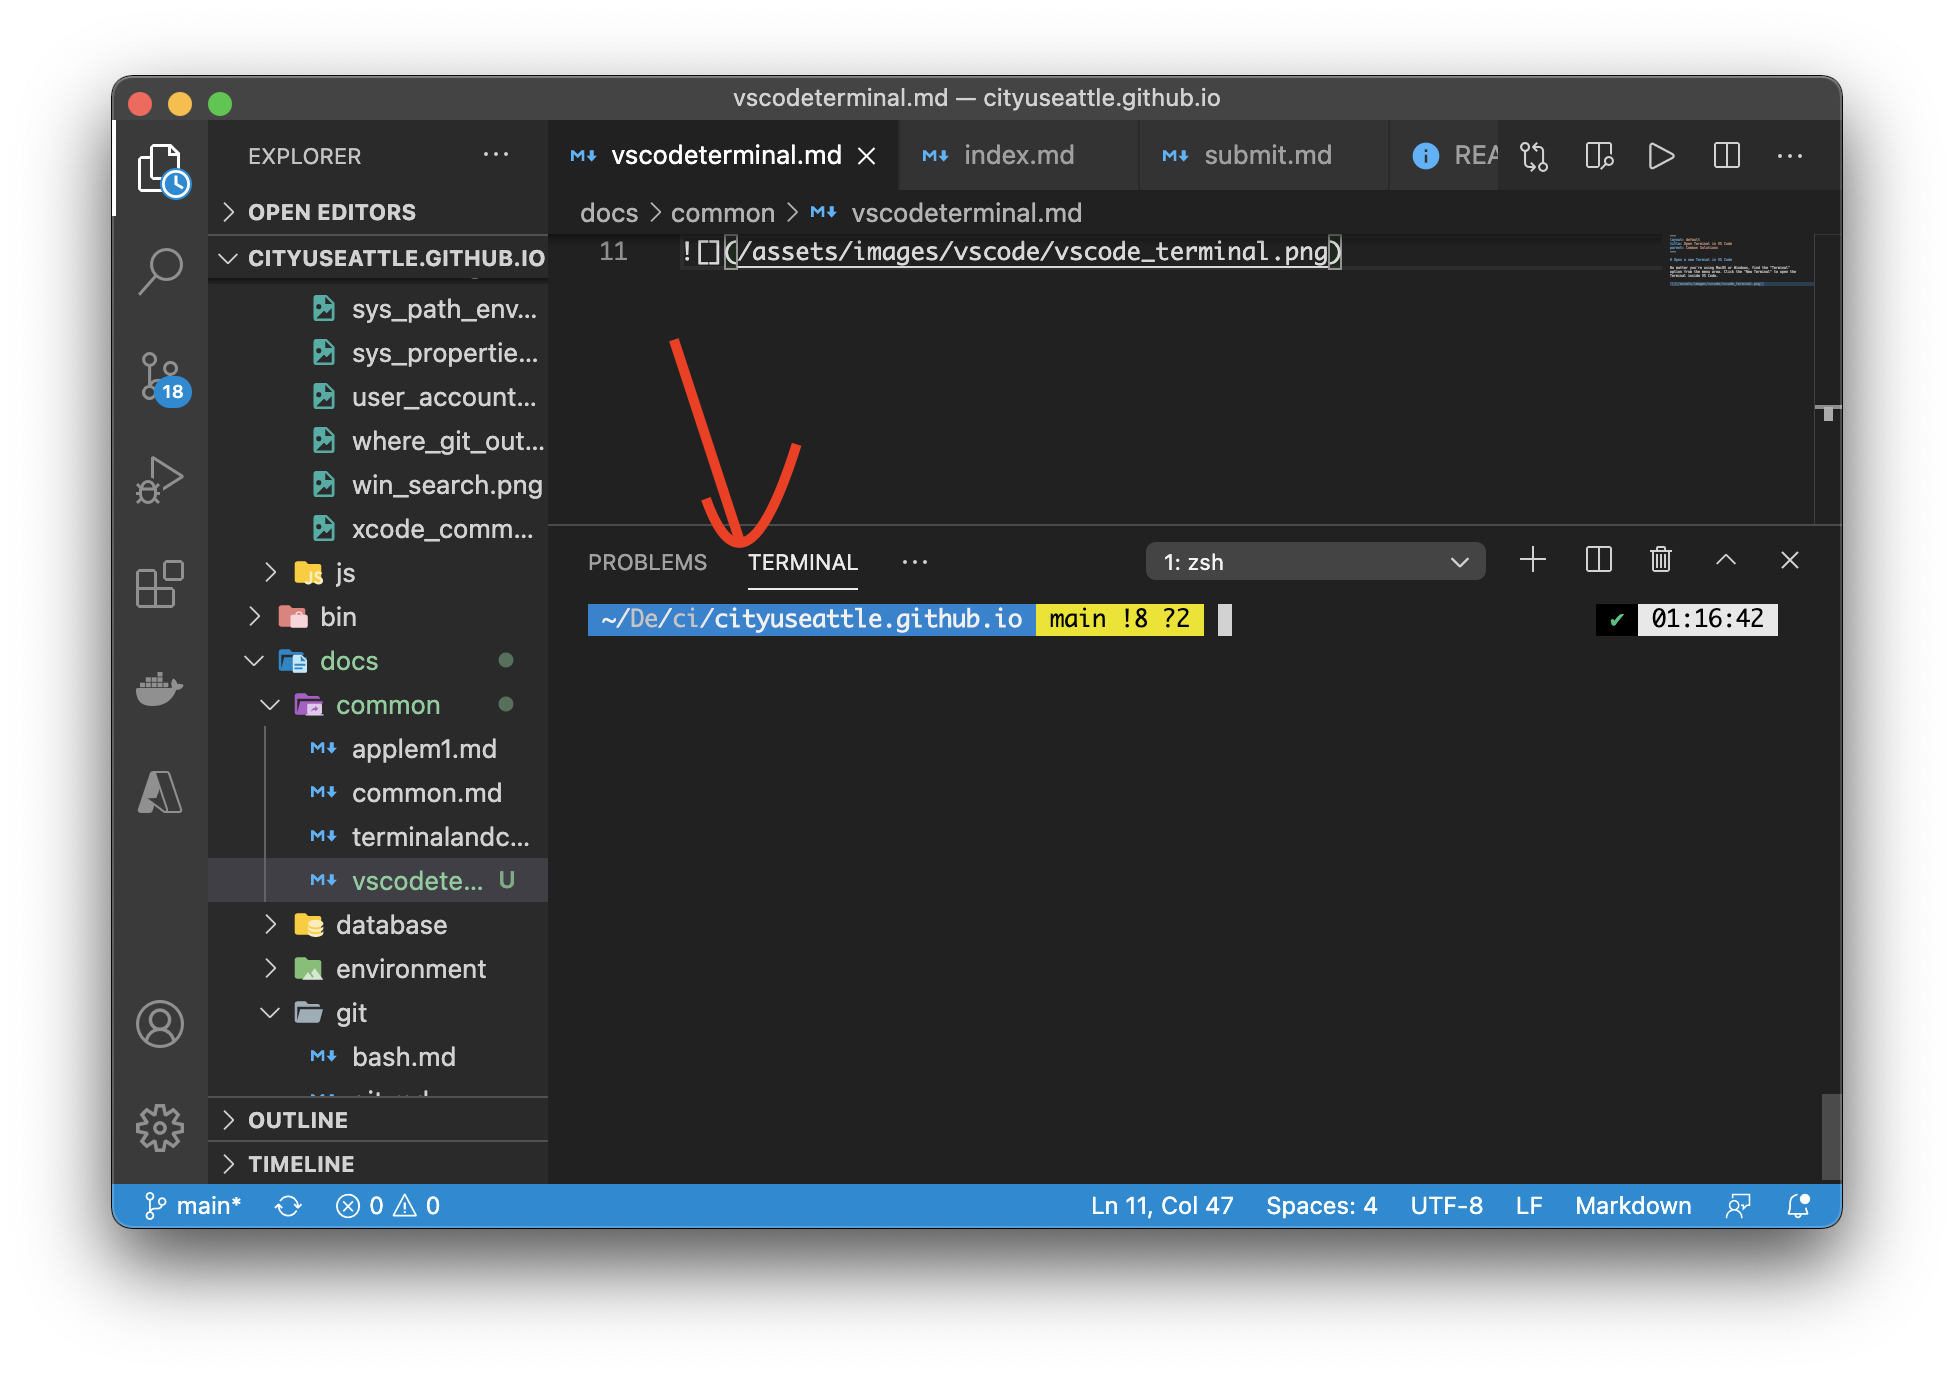 vscodeterminal.md — cityuseattle.github.io
EXPLORER
OPEN EDITORS
CITYUSEATTLE.GITHUB.IO
sys_path_env...
sys_propertie...
user_account...
where_git_out...
win_search.png
xcode_comm...
JS js
bin
docs
common
applem1.md
common.md
terminalandc...
vscodete... U
database
environment
git
bash.md
OUTLINE
TIMELINE
18
vscodeterminal.md
index.md
submit.md
REA
docs > common > vscodeterminal.md
11 ![](/assets/images/vscode/vscode_terminal.png)
PROBLEMS TERMINAL ... 1: zsh
~/De/ci/cityuseattle.github.io main !8 ?2 ✔ 01:16:42
main* 0 0 Ln 11, Col 47 Spaces: 4 UTF-8 LF Markdown